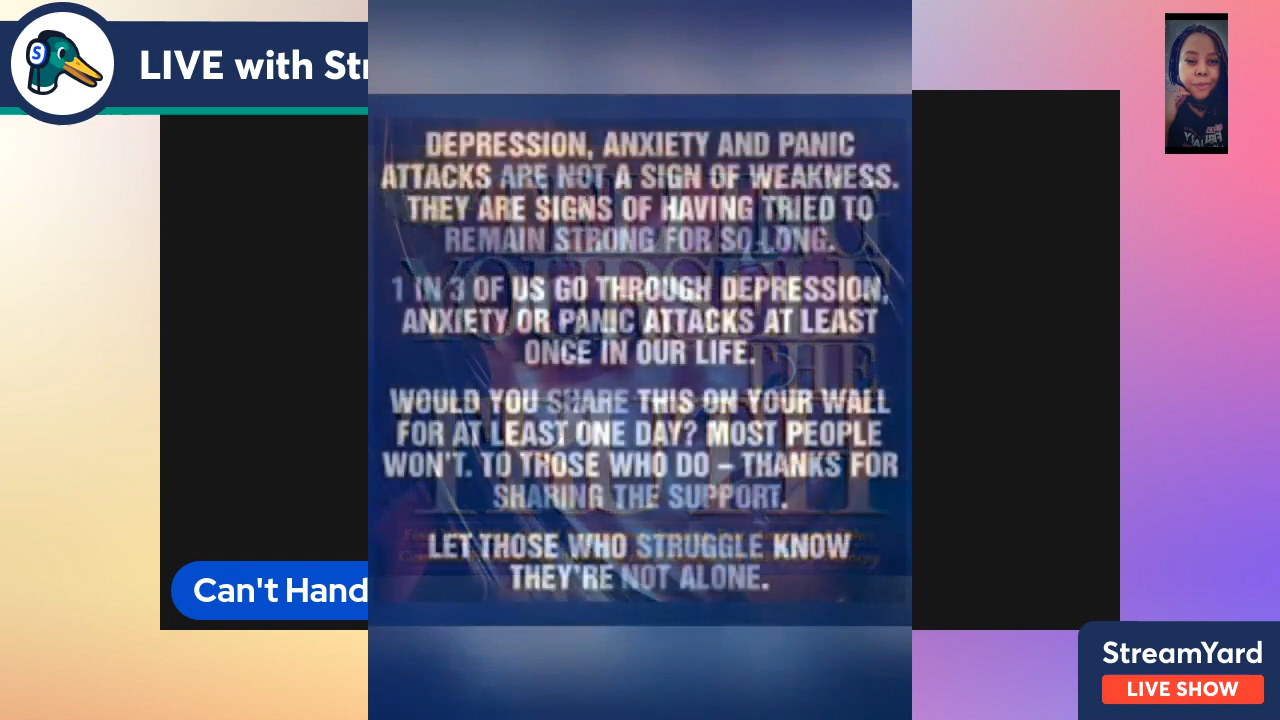 LIVE with Str
DEPRESSION, ANXIETY AND PANIC
ATTACKS ARE NOT A SIGN OF WEAKNESS.
THEY ARE SIGNS OF HAVING TRIED TO
REMAIN STRONG FOR SO LONG.
1 IN 3 OF US GO THROUGH DEPRESSION,
ANXIETY OR PANIC ATTACKS AT LEAST
ONCE IN OUR LIFE.
WOULD YOU SHARE THIS ON YOUR WALL
FOR AT LEAST ONE DAY? MOST PEOPLE
WON'T. TO THOSE WHO DO – THANKS FOR
SHARING THE SUPPORT.
LET THOSE WHO STRUGGLE KNOW
THEY'RE NOT ALONE.
YOURSELF
THE
TRUTH
Can't Hand
StreamYard
LIVE SHOW
S